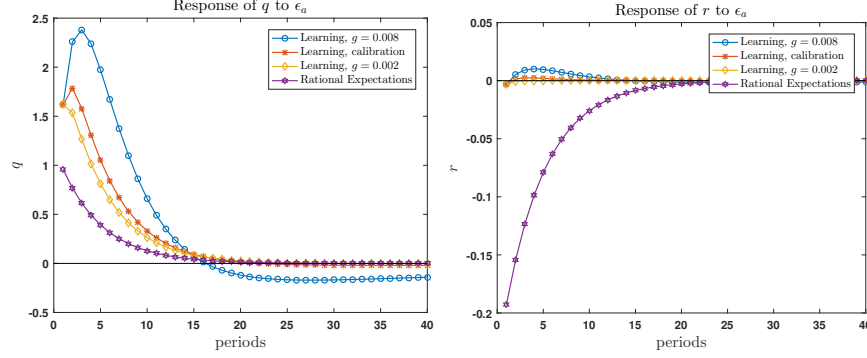 Response of q to ϵₐ
q
2.5
2
1.5
1
0.5
0
-0.5
0 5 10 15 20 25 30 35 40
periods
Learning, g = 0.008
Learning, calibration
Learning, g = 0.002
Rational Expectations
Response of r to ϵₐ
r
0.05
0
-0.05
-0.1
-0.15
-0.2
0 5 10 15 20 25 30 35 40
periods
Learning, g = 0.008
Learning, calibration
Learning, g = 0.002
Rational Expectations